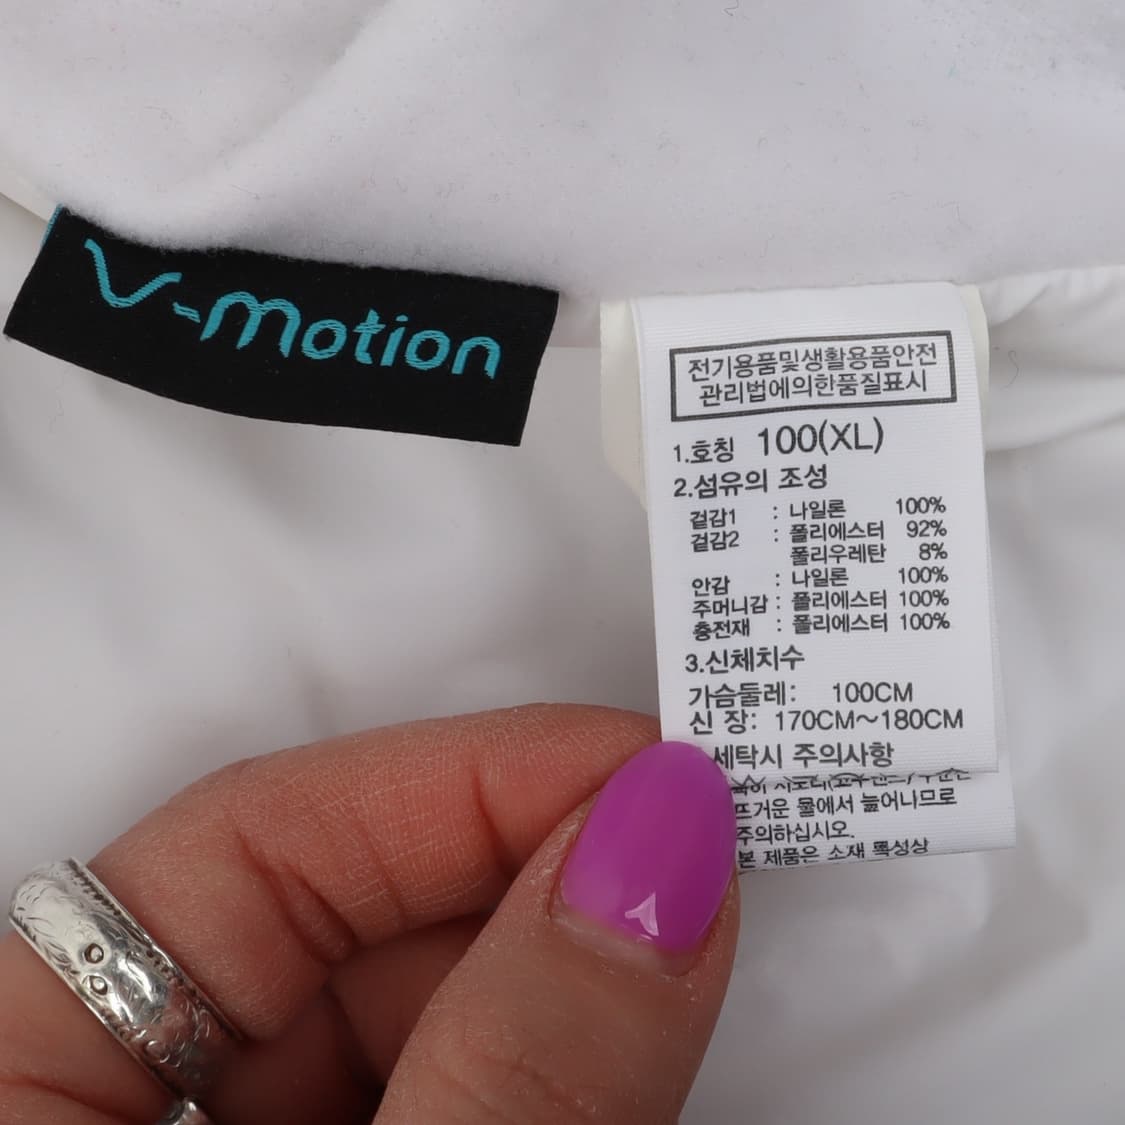 V-motion
전기용품및생활용품안전
관리법에의한품질표시
1.호칭 100(XL)
2.섬유의 조성
겉감1 : 나일론 100%
겉감2 : 폴리에스터 92%
폴리우레탄 8%
안감 : 나일론 100%
주머니감 : 폴리에스터 100%
충전재 : 폴리에스터 100%
3.신체치수
가슴둘레: 100CM
신 장: 170CM~180CM
세탁시 주의사항
뜨거운 물에서 늘어나므로
주의하십시오.
본 제품은 소재 특성상